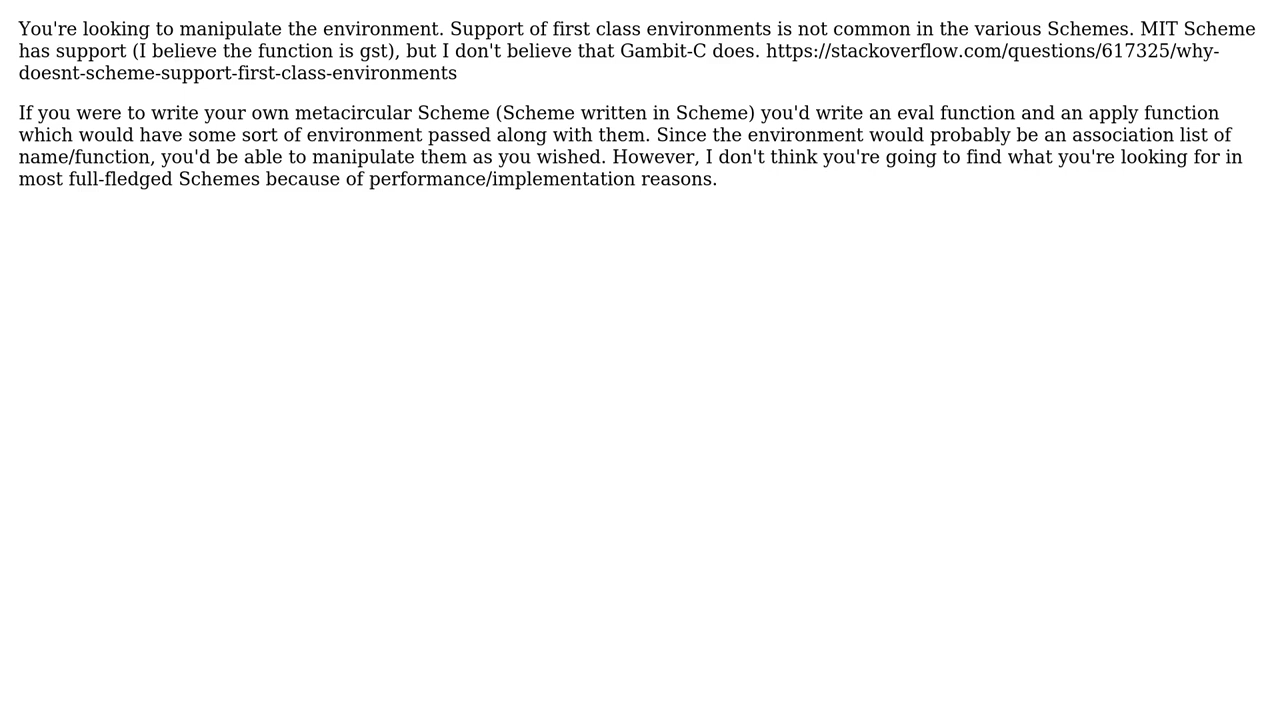 You're looking to manipulate the environment. Support of first class environments is not common in the various Schemes. MIT Scheme
has support (I believe the function is gst), but I don't believe that Gambit-C does. https://stackoverflow.com/questions/617325/why-
doesnt-scheme-support-first-class-environments
If you were to write your own metacircular Scheme (Scheme written in Scheme) you'd write an eval function and an apply function
which would have some sort of environment passed along with them. Since the environment would probably be an association list of
name/function, you'd be able to manipulate them as you wished. However, I don't think you're going to find what you're looking for in
most full-fledged Schemes because of performance/implementation reasons.